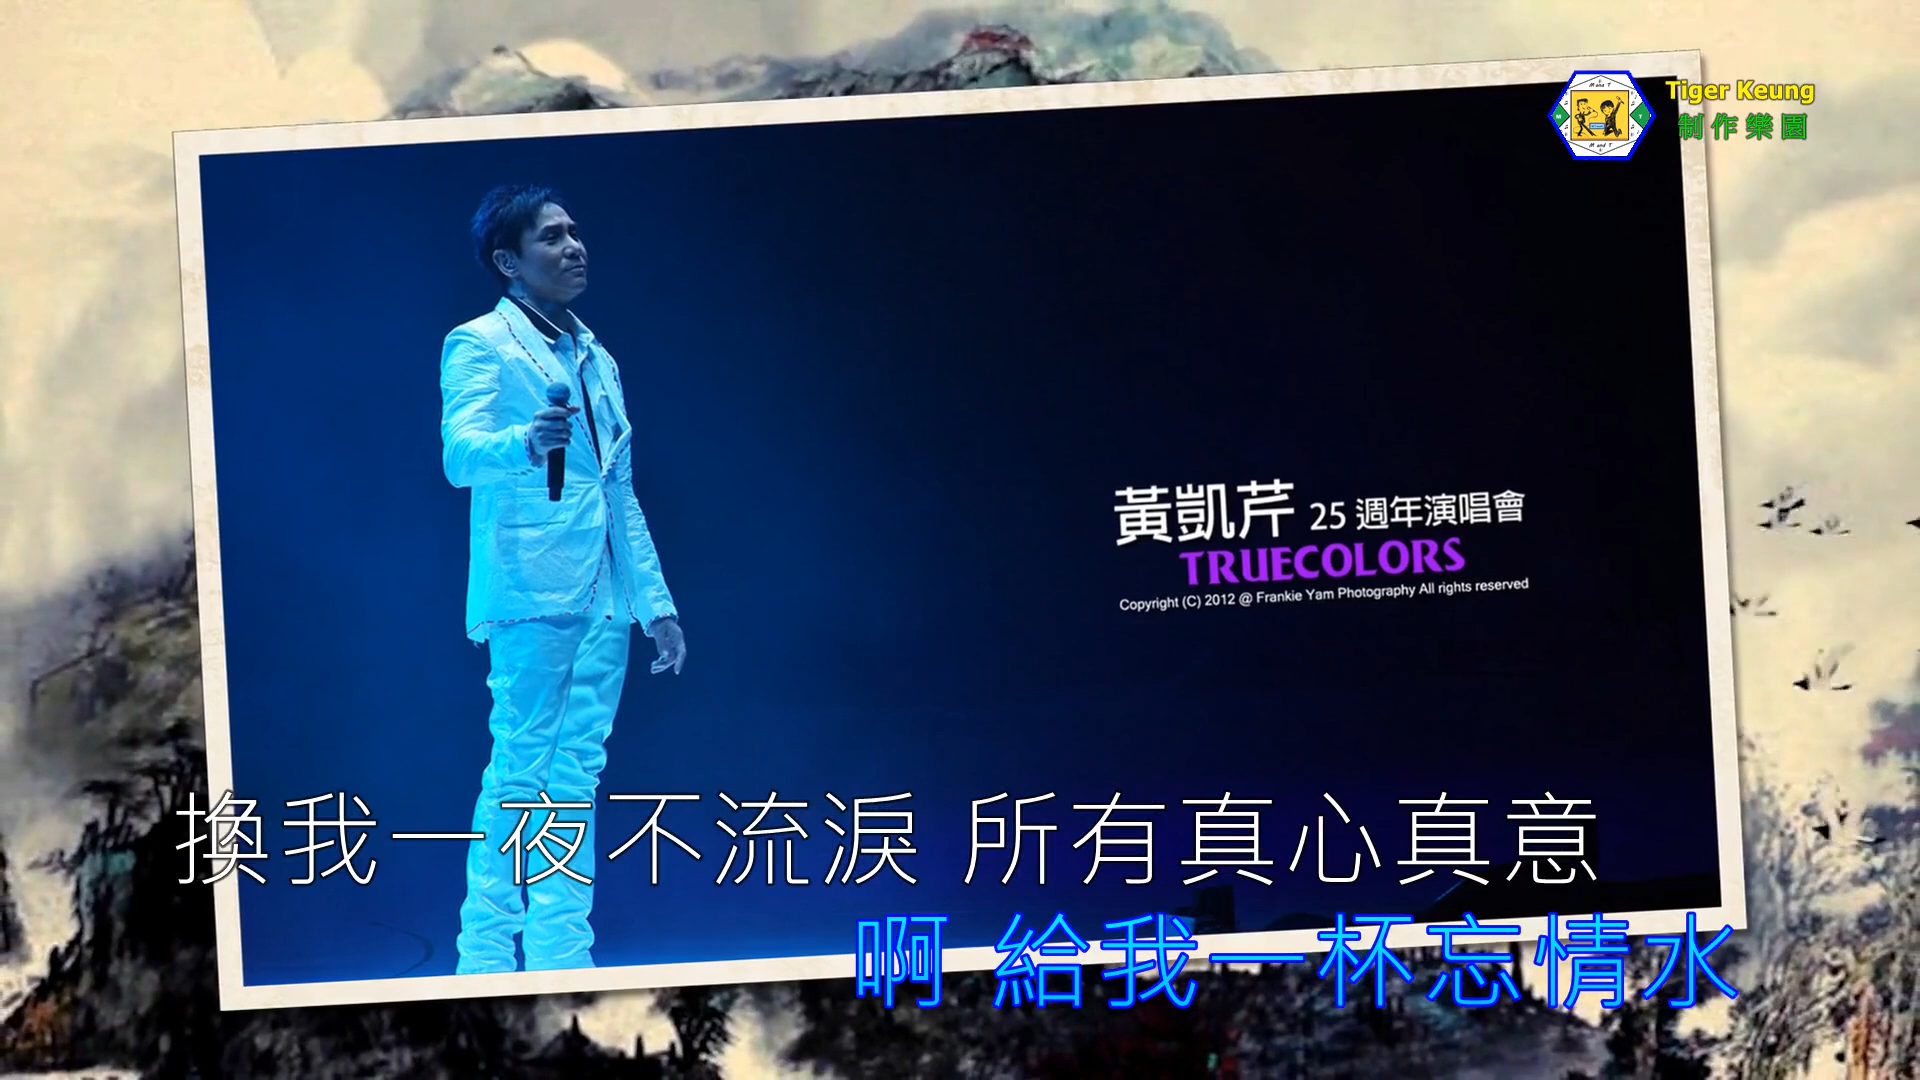 Tiger Keung
制作樂園
黃凱芹 25 週年演唱會
TRUECOLORS
Copyright (C) 2012 @ Frankie Yam Photography All rights reserved
換我一夜不流淚 所有真心真意
啊 給我一杯忘情水